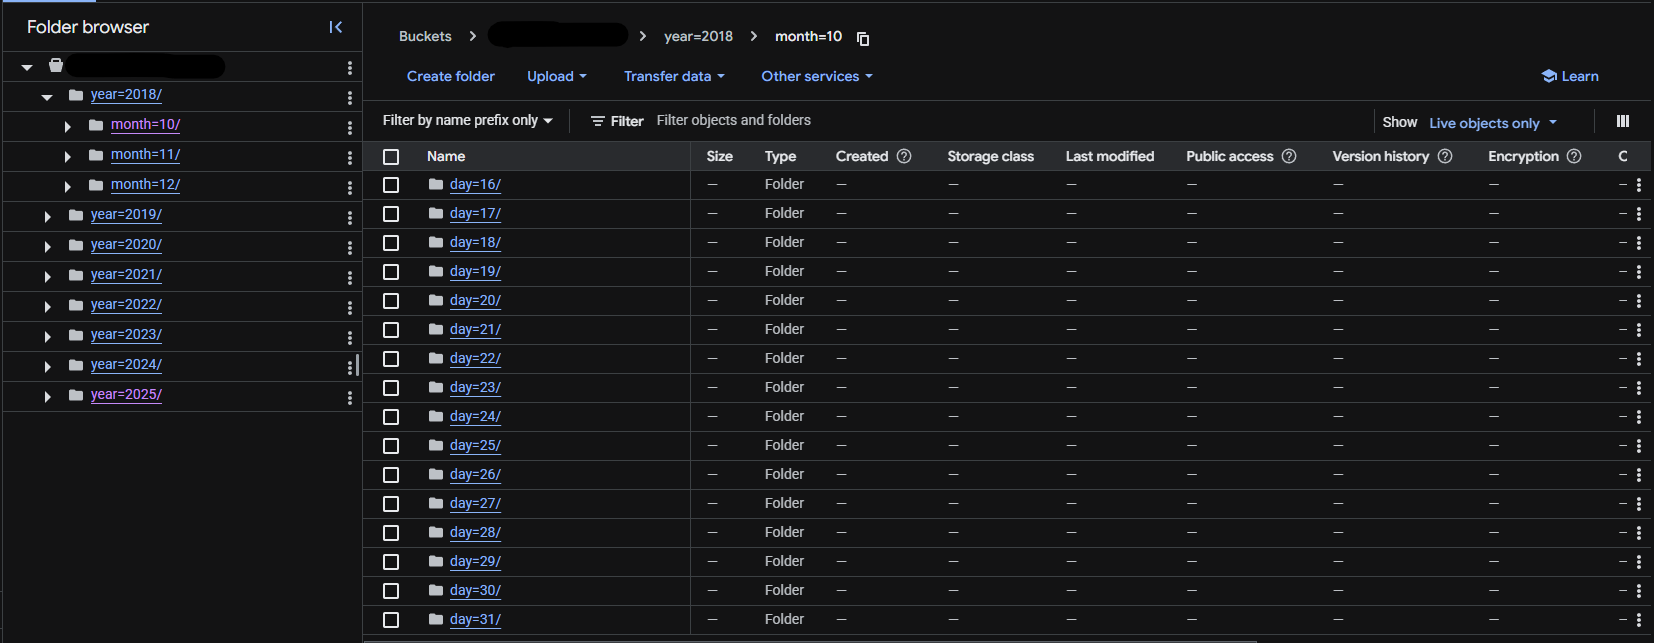 Folder browser
year=2018/
month=10/
month=11/
month=12/
year=2019/
year=2020/
year=2021/
year=2022/
year=2023/
year=2024/
year=2025/
Buckets > > year=2018 > month=10
Create folder Upload Transfer data Other services Learn
Filter by name prefix only Filter Filter objects and folders Show Live objects only
Name Size Type Created Storage class Last modified Public access Version history Encryption
day=16/ — Folder — — — — — — —
day=17/ — Folder — — — — — — —
day=18/ — Folder — — — — — — —
day=19/ — Folder — — — — — — —
day=20/ — Folder — — — — — — —
day=21/ — Folder — — — — — — —
day=22/ — Folder — — — — — — —
day=23/ — Folder — — — — — — —
day=24/ — Folder — — — — — — —
day=25/ — Folder — — — — — — —
day=26/ — Folder — — — — — — —
day=27/ — Folder — — — — — — —
day=28/ — Folder — — — — — — —
day=29/ — Folder — — — — — — —
day=30/ — Folder — — — — — — —
day=31/ — Folder — — — — — — —